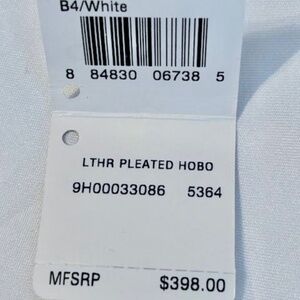 B4/White
8 84830 06738 5
LTHR PLEATED HOBO
9H00033086 5364
MFSRP $398.00